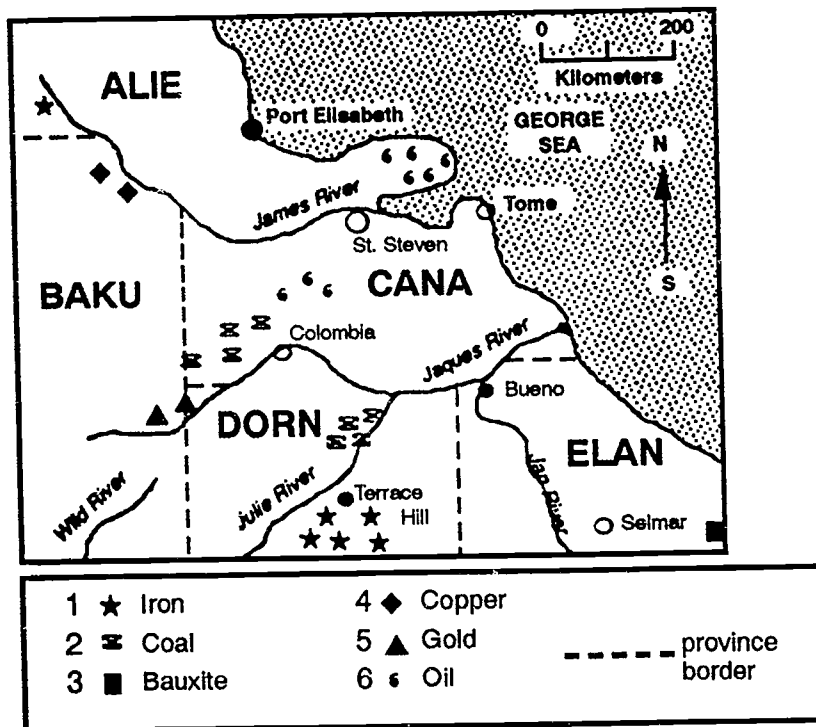 0 200
Kilometers
ALIE
Port Elisabeth
GEORGE
SEA
N
James River
Tome
St. Steven
S
BAKU
CANA
Colombia
Jaques River
Bueno
DORN
ELAN
Wild River
Julie River
Terrace
Hill
Jan River
Selmar
1 Iron
2 Coal
3 Bauxite
4 Copper
5 Gold
6 Oil
province
border